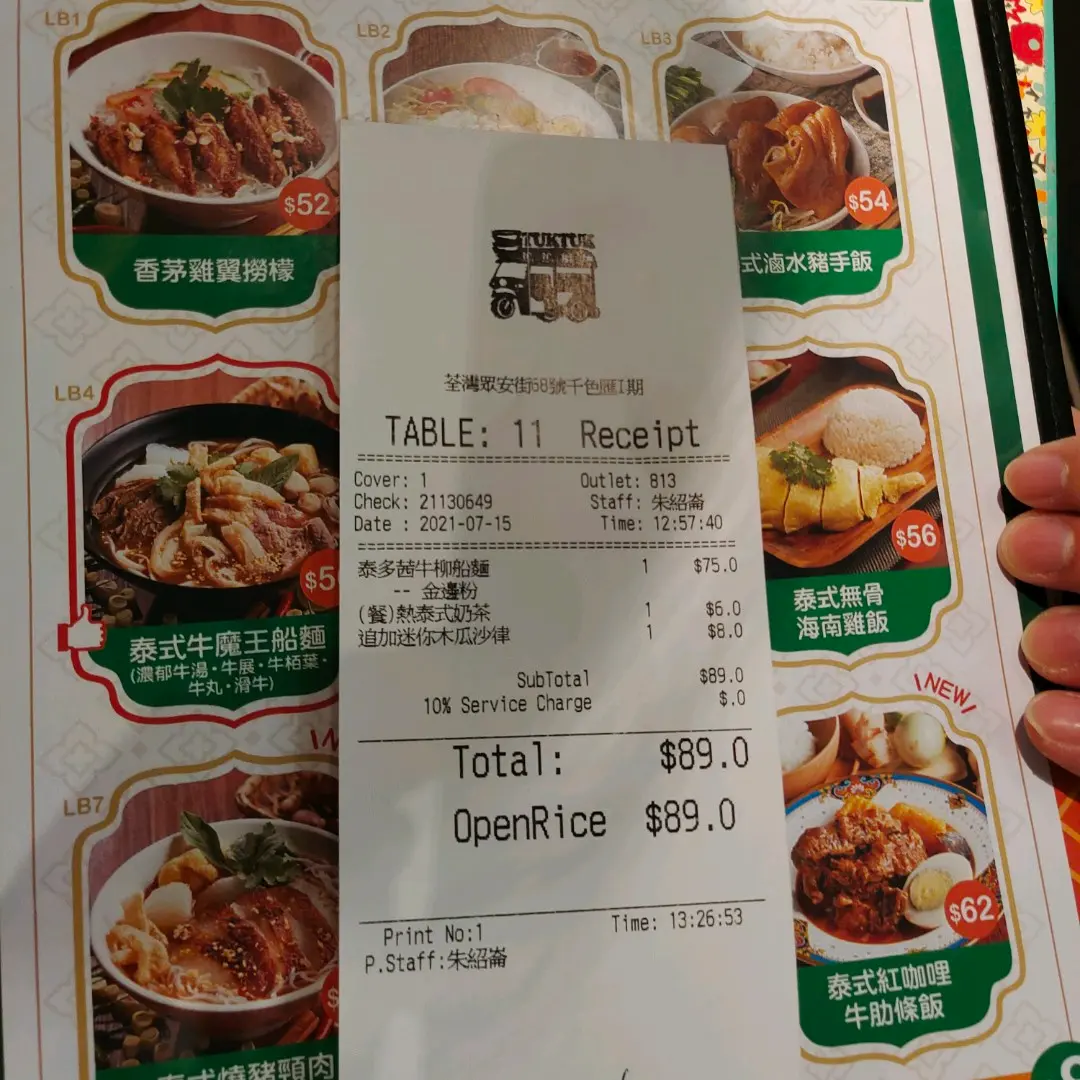 LB1
LB2
LB3
$52
$54
香茅雞翼撈檬
式滷水豬手飯
TUKTUK
荃灣眾安街68號千色匯I期
TABLE: 11 Receipt
Cover: 1 Outlet: 813
Check: 21130649 Staff: 朱紹崙
Date : 2021-07-15 Time: 12:57:40
泰多茜牛柳船麵 1 $75.0
-- 金邊粉
(餐)熱泰式奶茶 1 $6.0
追加迷你木瓜沙律 1 $8.0
SubTotal $89.0
10% Service Charge $.0
Total: $89.0
OpenRice $89.0
Print No:1 Time: 13:26:53
P.Staff:朱紹崙
LB4
泰式牛魔王船麵
(濃郁牛湯·牛展·牛栢葉·
牛丸·滑牛)
$56
泰式無骨
海南雞飯
NEW
LB7
泰式燒豬頸肉
$62
泰式紅咖哩
牛肋條飯